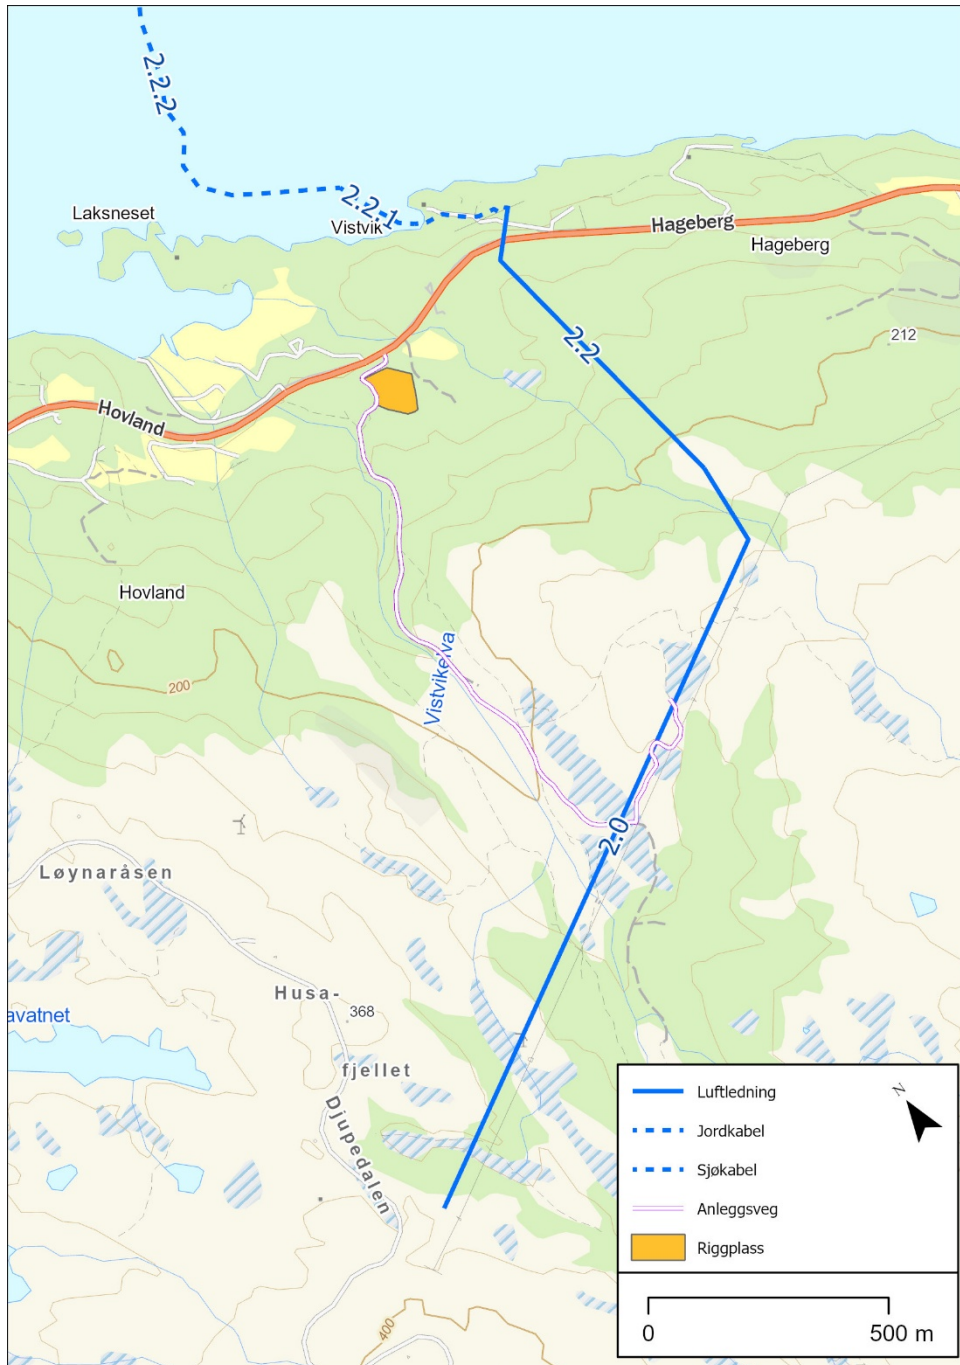 2.2.2
Laksneset
2.2.1
Vistvik
Hageberg
Hageberg
2.2
212
Hovland
Hovland
Vistvikelva
200
2.0
Løynaråsen
Husa-
368
avatnet
fjellet
Djupedalen
400
Luftledning
N
Jordkabel
Sjøkabel
Anleggsveg
Riggplass
0
500 m